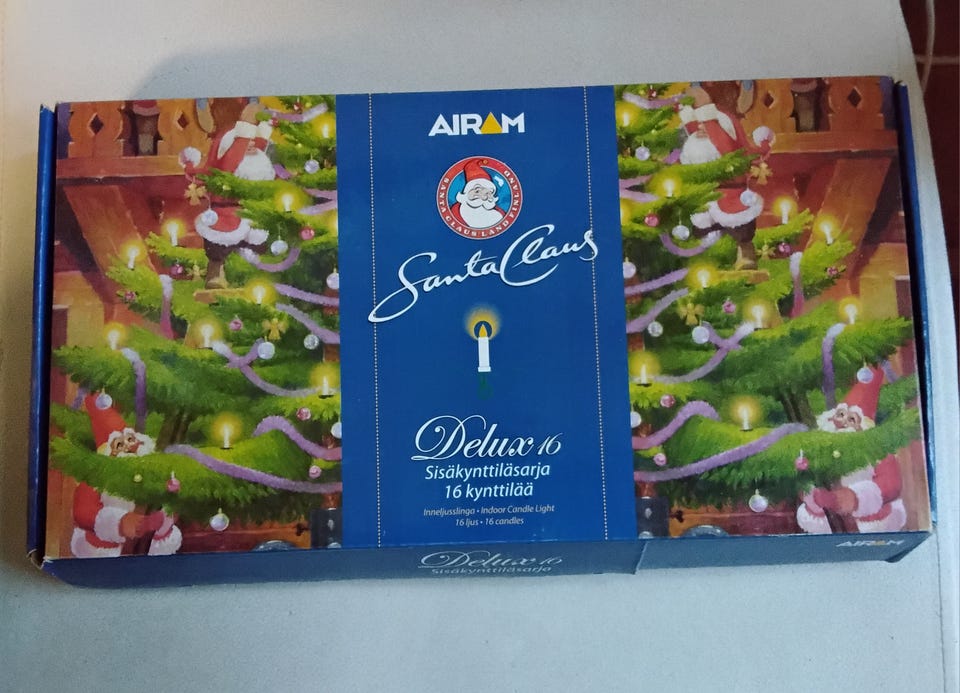 AIRAM
SANTA CLAUS LAND FINLAND
Santa Claus
Delux 16
Sisäkynttiläsarja
16 kynttilää
Inneljusslinga • Indoor Candle Light
16 ljus • 16 candles
Delux 16
Sisäkynttiläsarja
AIRAM